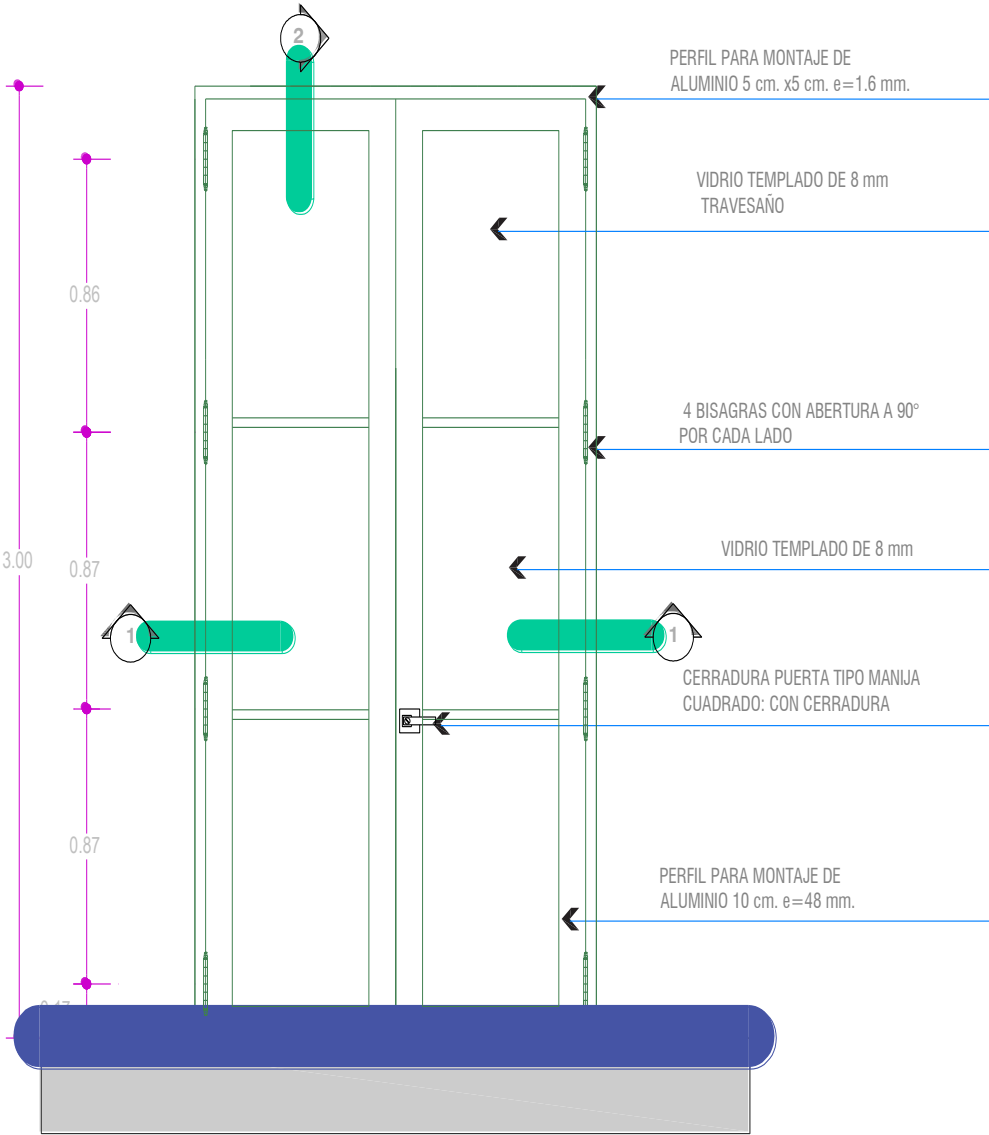 2
PERFIL PARA MONTAJE DE
ALUMINIO 5 cm. x5 cm. e=1.6 mm.
VIDRIO TEMPLADO DE 8 mm
TRAVESAÑO
0.86
4 BISAGRAS CON ABERTURA A 90°
POR CADA LADO
VIDRIO TEMPLADO DE 8 mm
3.00
0.87
1
1
CERRADURA PUERTA TIPO MANIJA
CUADRADO: CON CERRADURA
0.87
PERFIL PARA MONTAJE DE
ALUMINIO 10 cm. e=48 mm.